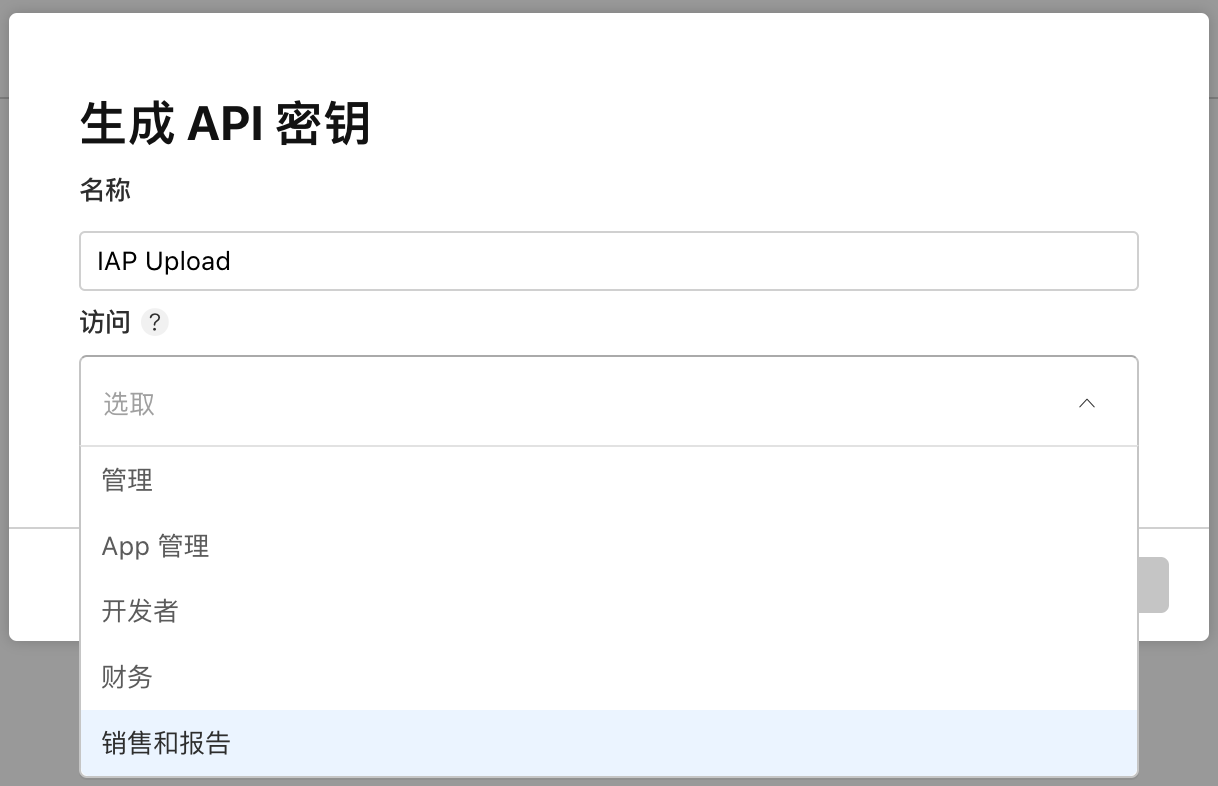 生成 API 密钥
名称
IAP Upload
访问 ?
选取
管理
App 管理
开发者
财务
销售和报告